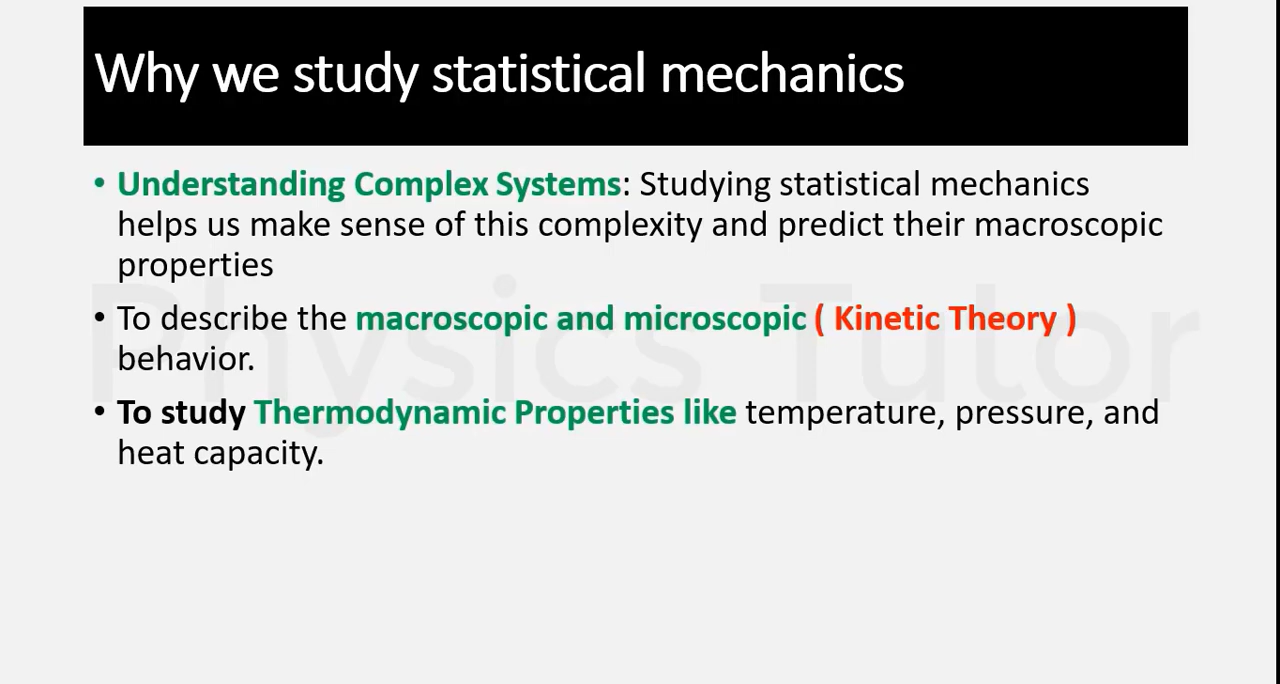 Why we study statistical mechanics
• Understanding Complex Systems: Studying statistical mechanics
helps us make sense of this complexity and predict their macroscopic
properties
• To describe the macroscopic and microscopic ( Kinetic Theory )
behavior.
• To study Thermodynamic Properties like temperature, pressure, and
heat capacity.
Physics Tutor